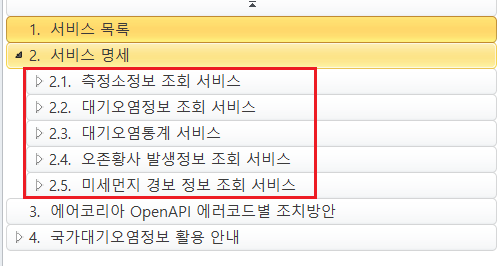 1. 서비스 목록
2. 서비스 명세
2.1. 측정소정보 조회 서비스
2.2. 대기오염정보 조회 서비스
2.3. 대기오염통계 서비스
2.4. 오존황사 발생정보 조회 서비스
2.5. 미세먼지 경보 정보 조회 서비스
3. 에어코리아 OpenAPI 에러코드별 조치방안
4. 국가대기오염정보 활용 안내